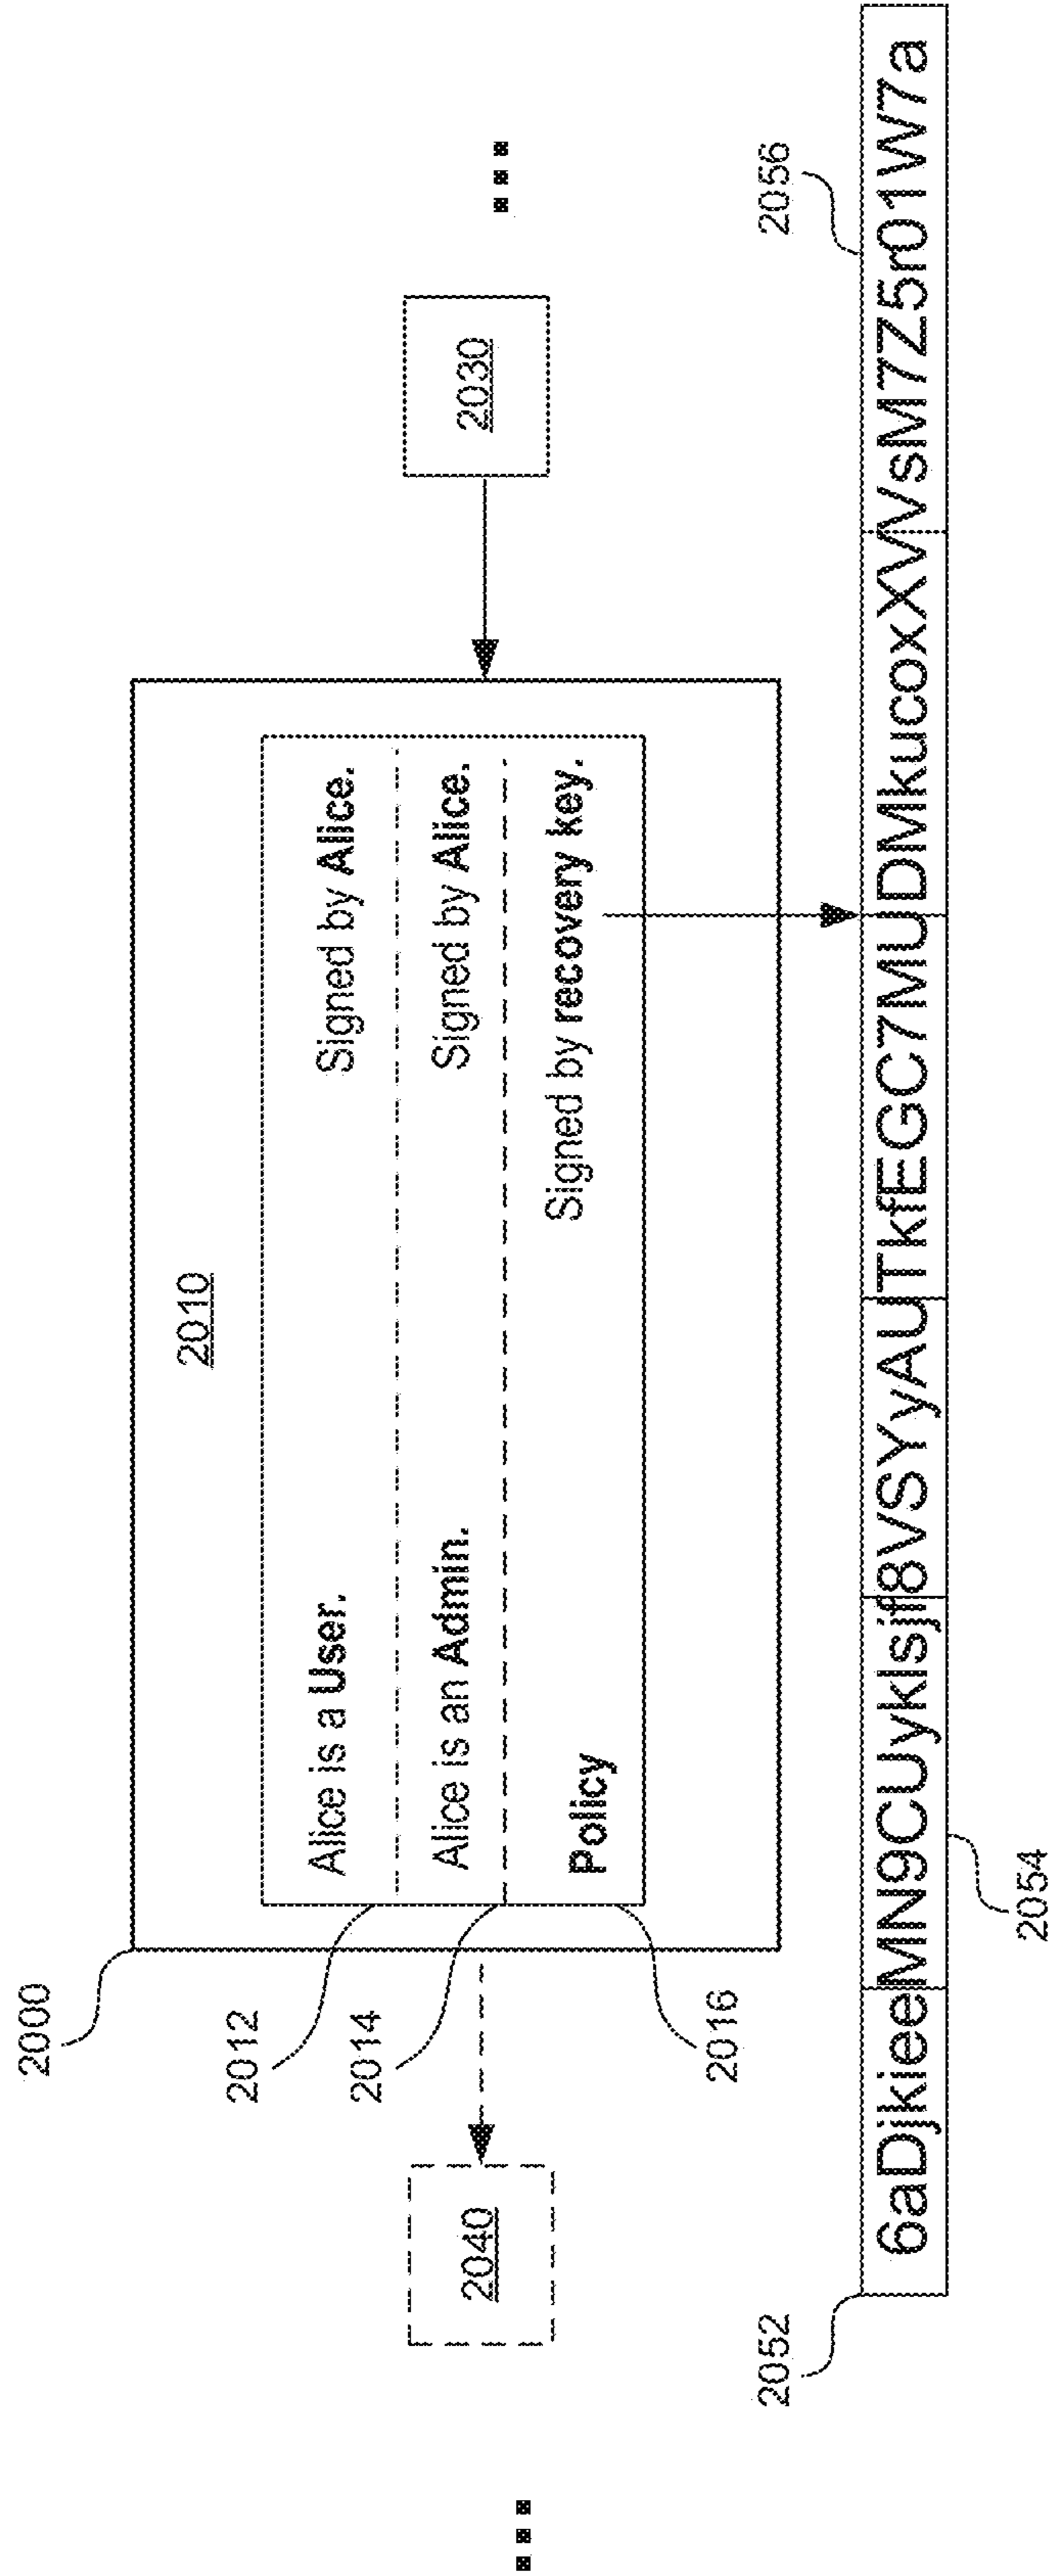 2000
2010
2012
Alice is a User. Signed by Alice.
2014
Alice is an Admin. Signed by Alice.
2016
Policy Signed by recovery key.
2040
2030
2052
2056
6aDjkieeMN9CUyklsjf8VSYyAUTkfEGC7MUDMkucoxXVVsM7Z5r01W7a
2054